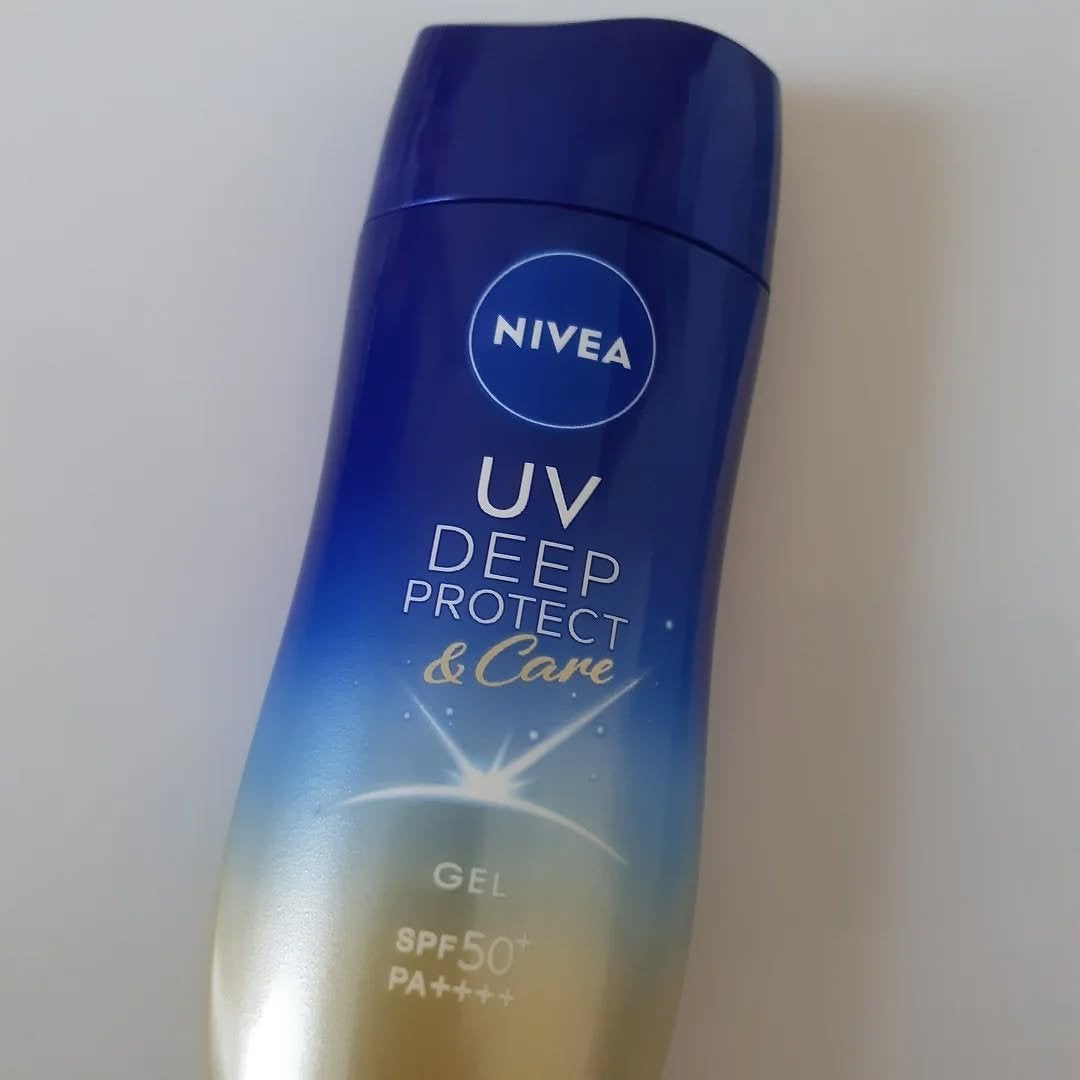 NIVEA
UV
DEEP
PROTECT
& Care
GEL
SPF50+
PA++++